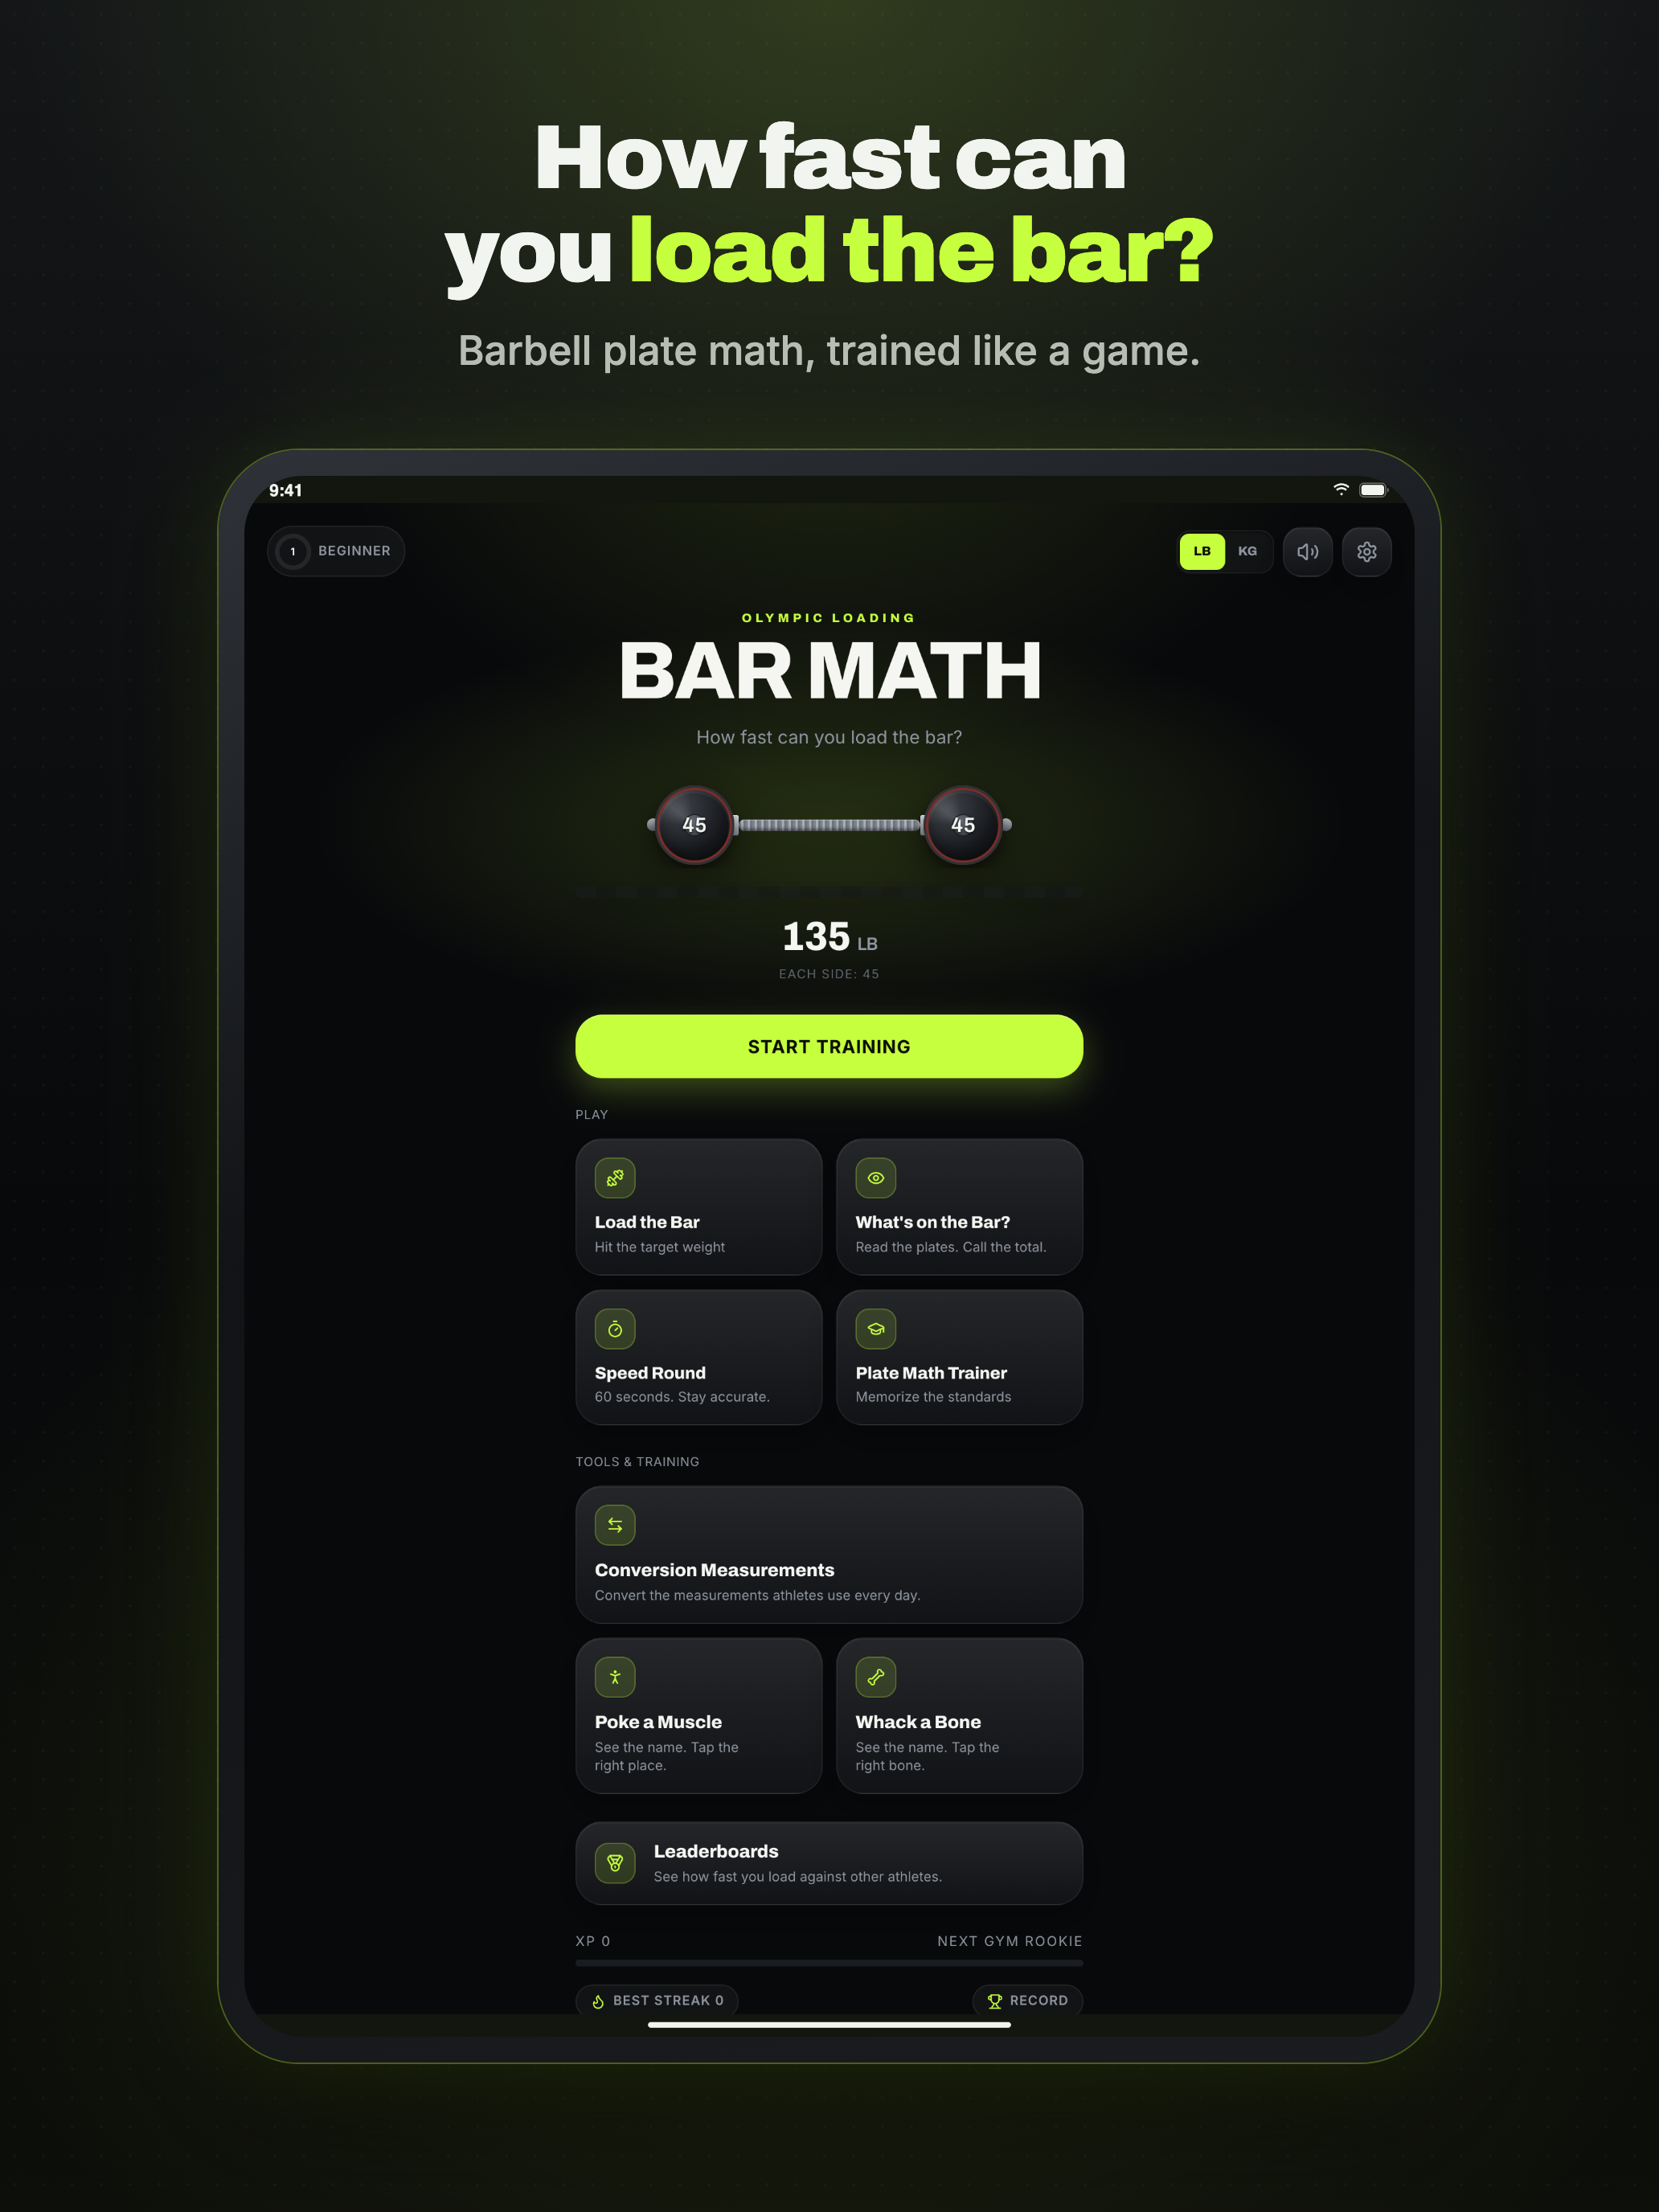 How fast can
you load the bar?
Barbell plate math, trained like a game.
9:41
1 BEGINNER
LB KG
OLYMPIC LOADING
BAR MATH
How fast can you load the bar?
45 45
135 LB
EACH SIDE: 45
START TRAINING
PLAY
Load the Bar
Hit the target weight
What's on the Bar?
Read the plates. Call the total.
Speed Round
60 seconds. Stay accurate.
Plate Math Trainer
Memorize the standards
TOOLS & TRAINING
Conversion Measurements
Convert the measurements athletes use every day.
Poke a Muscle
See the name. Tap the
right place.
Whack a Bone
See the name. Tap the
right bone.
Leaderboards
See how fast you load against other athletes.
XP 0 NEXT GYM ROOKIE
BEST STREAK 0 RECORD